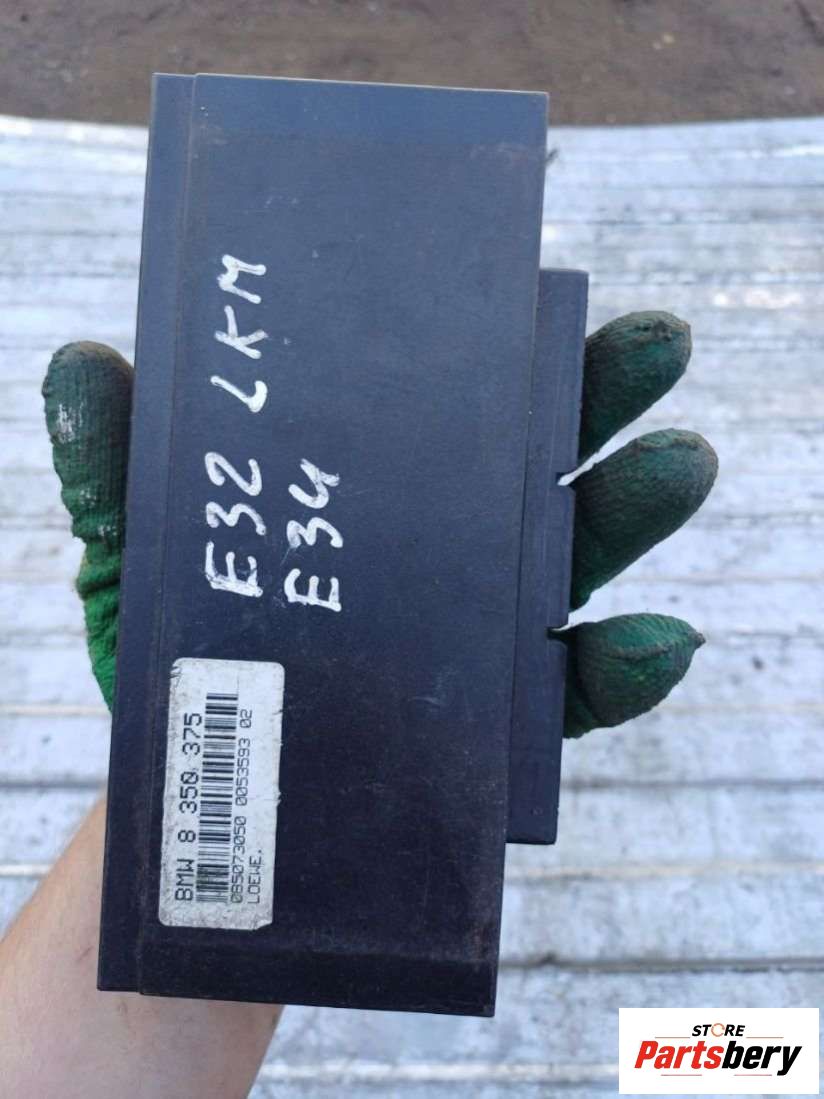 E32 LKM
E34
BMW 8 350 375
085073050 0053593 02
LOEWE.
STORE
Partsbery